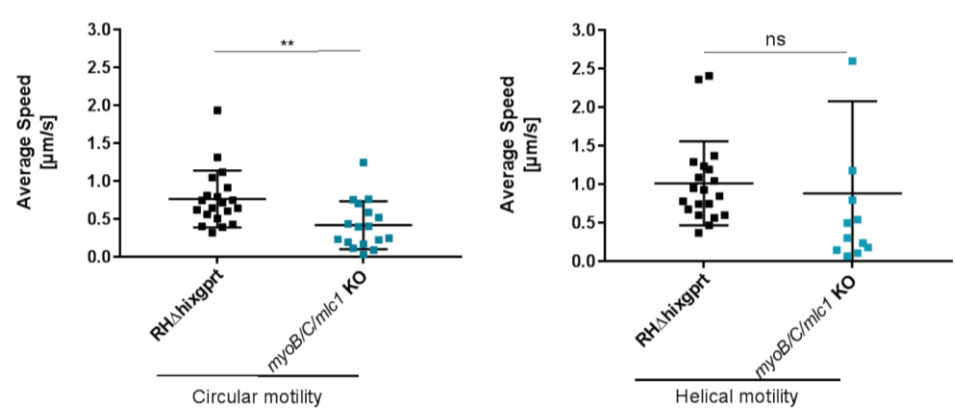 3.0
2.5
2.0
1.5
1.0
0.5
0.0
Average Speed
[μm/s]
**
RHΔhixgprt
myoB/C/mlc1 KO
Circular motility
3.0
2.5
2.0
1.5
1.0
0.5
0.0
Average Speed
[μm/s]
ns
RHΔhixgprt
myoB/C/mlc1 KO
Helical motility